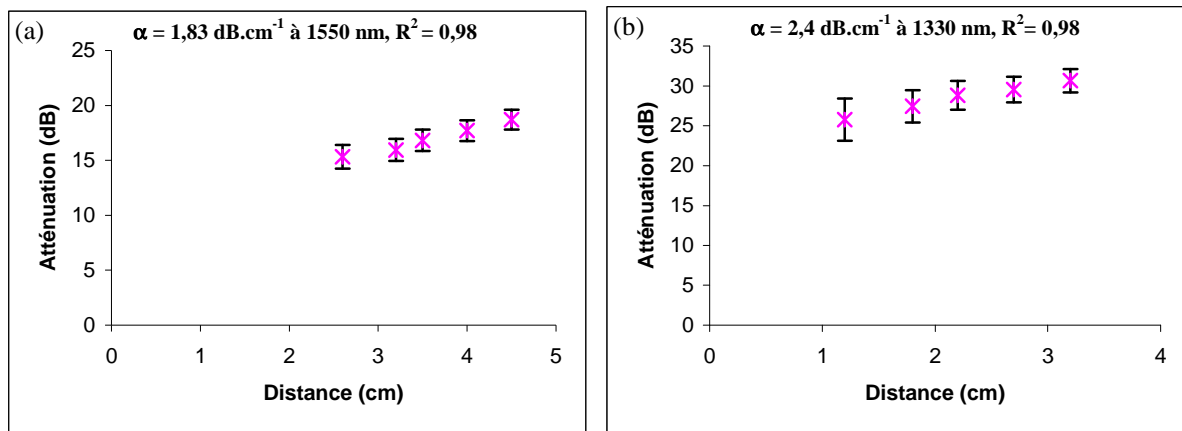 (a)
α = 1,83 dB.cm⁻¹ à 1550 nm, R² = 0,98
25
20
15
10
5
0
Atténuation (dB)
0 1 2 3 4 5
Distance (cm)
(b)
α = 2,4 dB.cm⁻¹ à 1330 nm, R² = 0,98
35
30
25
20
15
10
5
0
Atténuation (dB)
0 1 2 3 4
Distance (cm)